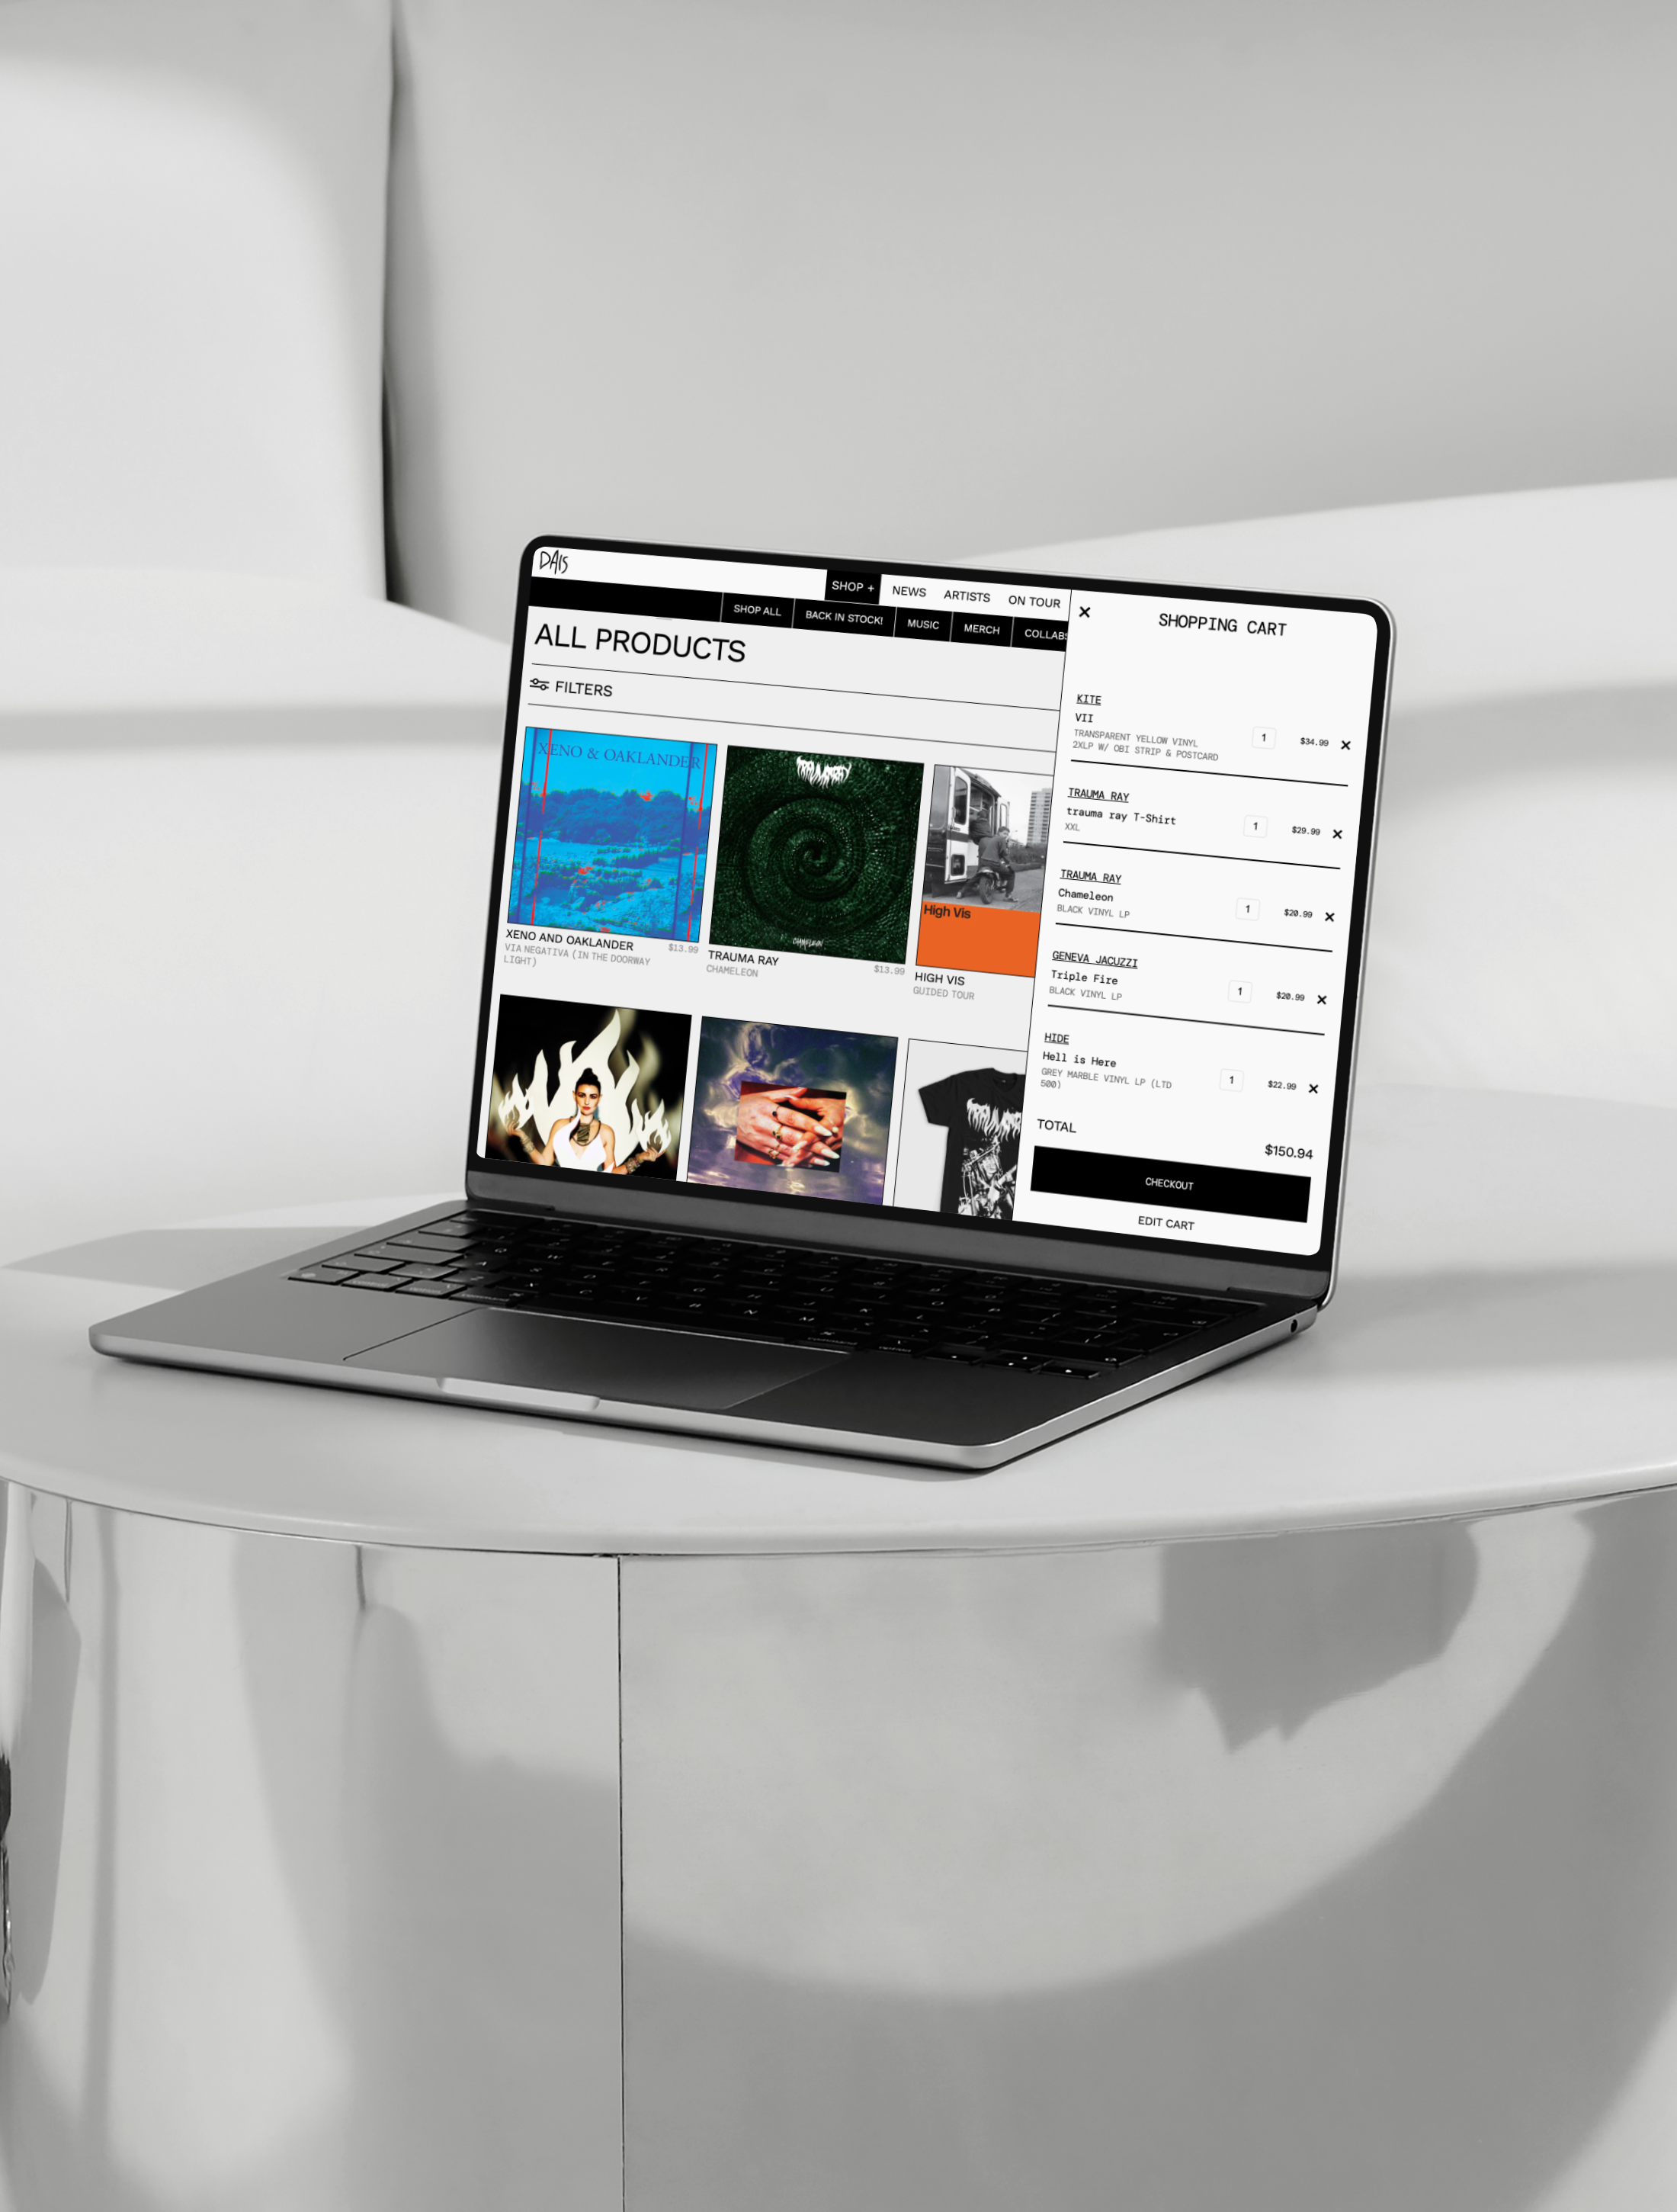 DAIS
SHOP +
NEWS
ARTISTS
ON TOUR
SHOP ALL
BACK IN STOCK!
MUSIC
MERCH
COLLABS
ALL PRODUCTS
FILTERS
XENO & OAKLANDER
XENO AND OAKLANDER
$13.99
VIA NEGATIVA (IN THE DOORWAY
LIGHT)
TRAUMA RAY
CHAMELEON
TRAUMA RAY
$13.99
CHAMELEON
High Vis
HIGH VIS
GUIDED TOUR
SHOPPING CART
KITE
VII
TRANSPARENT YELLOW VINYL
2XLP W/ OBI STRIP & POSTCARD
1
$34.99
TRAUMA RAY
trauma ray T-Shirt
XXL
1
$29.99
TRAUMA RAY
Chameleon
BLACK VINYL LP
1
$20.99
GENEVA JACUZZI
Triple Fire
BLACK VINYL LP
1
$20.99
HIDE
Hell is Here
GREY MARBLE VINYL LP (LTD
500)
1
$22.99
TOTAL
$150.94
CHECKOUT
EDIT CART